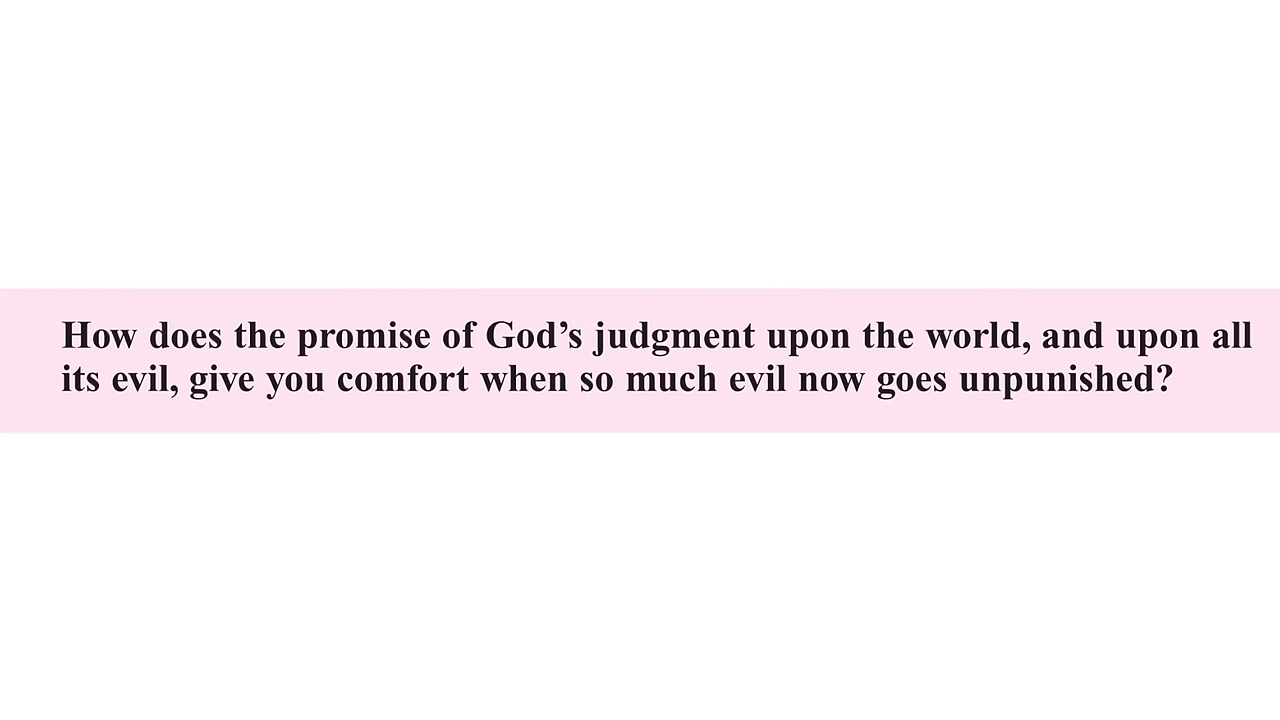 How does the promise of God’s judgment upon the world, and upon all
its evil, give you comfort when so much evil now goes unpunished?